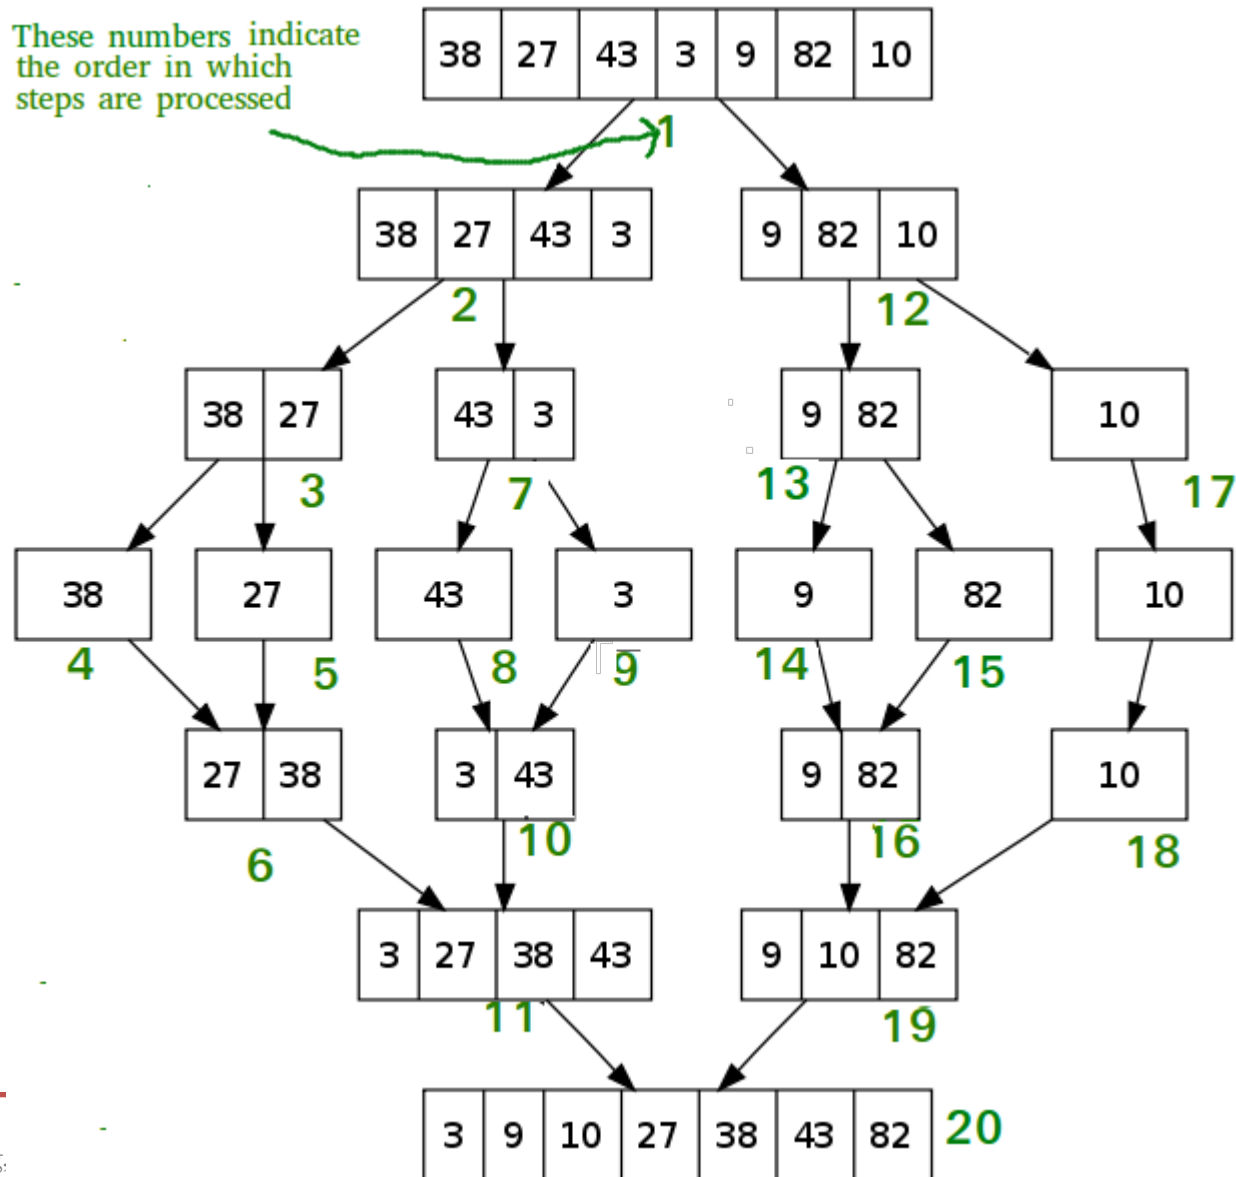 These numbers indicate
the order in which
steps are processed
38 27 43 3 9 82 10
1
38 27 43 3 9 82 10
2 12
38 27 43 3 9 82 10
3 7 13 17
38 27 43 3 9 82 10
4 5 8 9 14 15
27 38 3 43 9 82 10
6 10 16 18
3 27 38 43 9 10 82
11 19
3 9 10 27 38 43 82 20